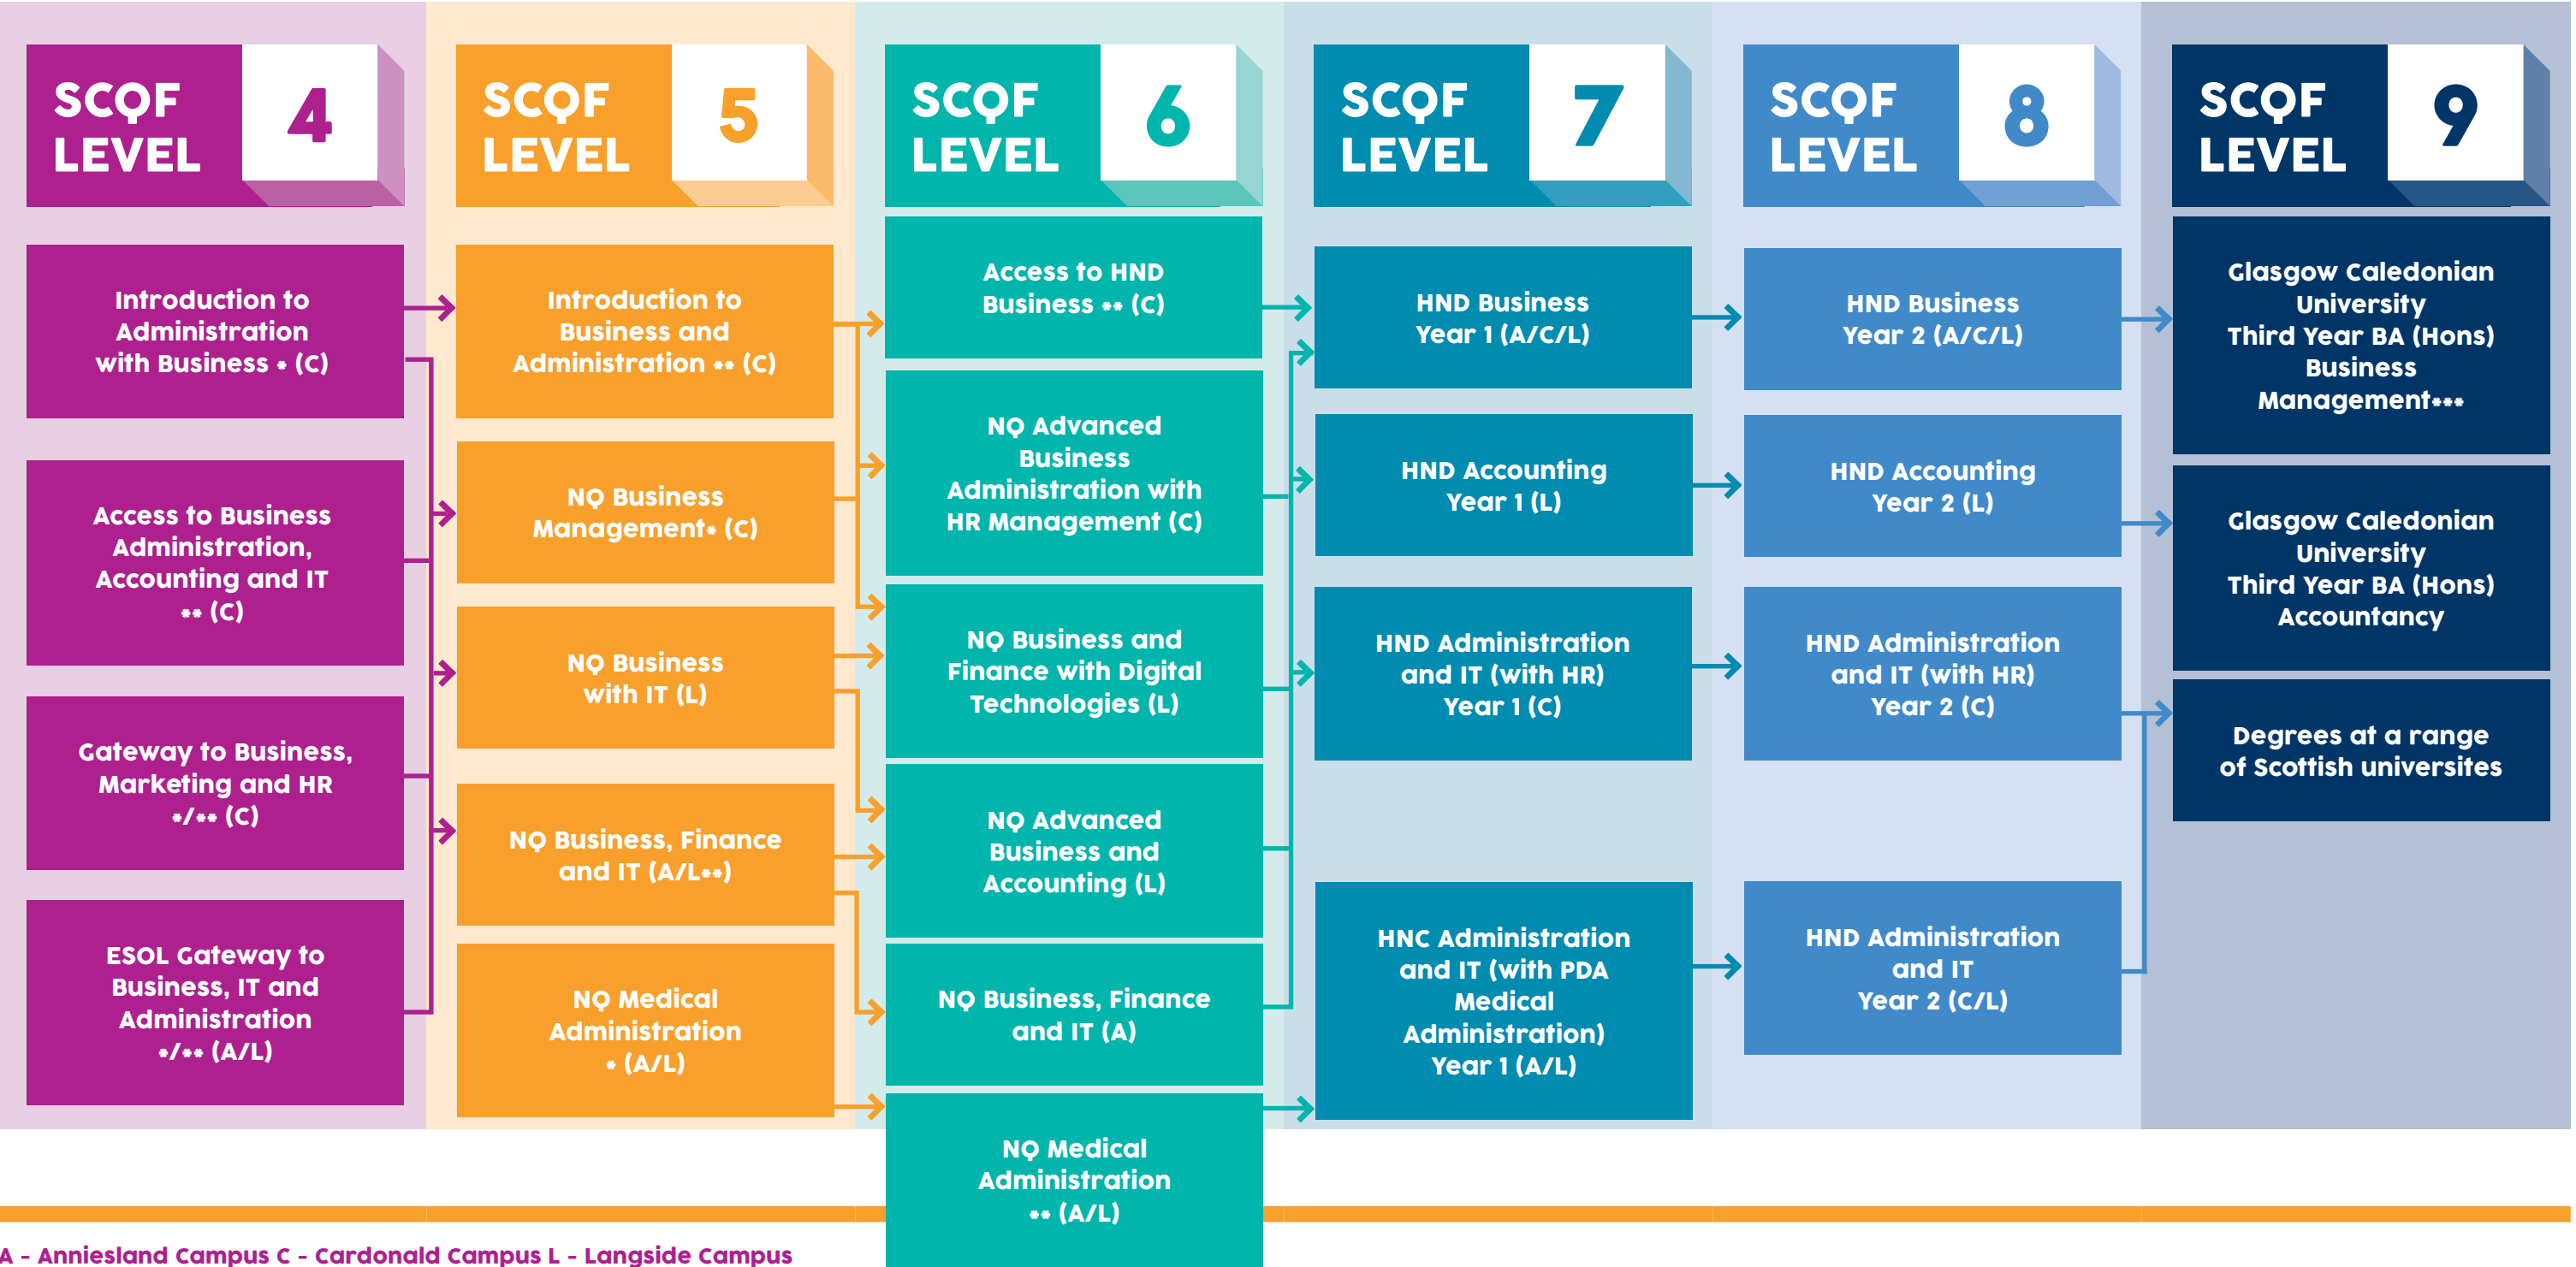 SCQF
LEVEL
4
Introduction to
Administration
with Business * (C)
Access to Business
Administration,
Accounting and IT
** (C)
Gateway to Business,
Marketing and HR
*/** (C)
ESOL Gateway to
Business, IT and
Administration
*/** (A/L)
SCQF
LEVEL
5
Introduction to
Business and
Administration ** (C)
NQ Business
Management* (C)
NQ Business
with IT (L)
NQ Business, Finance
and IT (A/L**)
NQ Medical
Administration
* (A/L)
SCQF
LEVEL
6
Access to HND
Business ** (C)
NQ Advanced
Business
Administration with
HR Management (C)
NQ Business and
Finance with Digital
Technologies (L)
NQ Advanced
Business and
Accounting (L)
NQ Business, Finance
and IT (A)
NQ Medical
Administration
** (A/L)
SCQF
LEVEL
7
HND Business
Year 1 (A/C/L)
HND Accounting
Year 1 (L)
HND Administration
and IT (with HR)
Year 1 (C)
HNC Administration
and IT (with PDA
Medical
Administration)
Year 1 (A/L)
SCQF
LEVEL
8
HND Business
Year 2 (A/C/L)
HND Accounting
Year 2 (L)
HND Administration
and IT (with HR)
Year 2 (C)
HND Administration
and IT
Year 2 (C/L)
SCQF
LEVEL
9
Glasgow Caledonian
University
Third Year BA (Hons)
Business
Management***
Glasgow Caledonian
University
Third Year BA (Hons)
Accountancy
Degrees at a range
of Scottish universites
A - Anniesland Campus C - Cardonald Campus L - Langside Campus